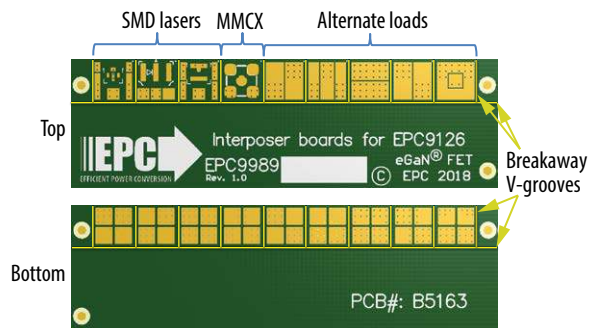 SMD lasers MMCX Alternate loads
Top
EPC
EFFICIENT POWER CONVERSION
Interposer boards for EPC9126
EPC9989
Rev. 1.0
eGaN® FET
© EPC 2018
Breakaway
V-grooves
Bottom
PCB#: B5163